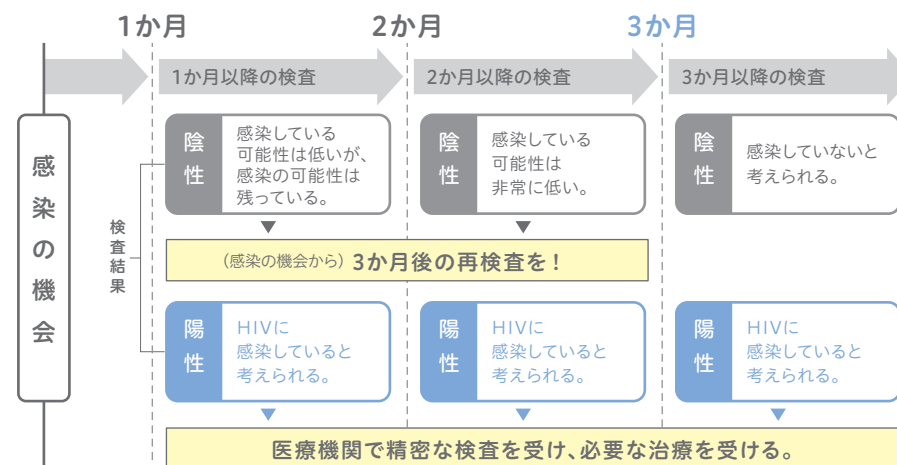 1か月
2か月
3か月
1か月以降の検査
2か月以降の検査
3か月以降の検査
感染の機会
検査結果
陰性
感染している
可能性は低いが、
感染の可能性は
残っている。
陰性
感染している
可能性は
非常に低い。
陰性
感染していないと
考えられる。
(感染の機会から) 3か月後の再検査を!
陽性
HIVに
感染していると
考えられる。
陽性
HIVに
感染していると
考えられる。
陽性
HIVに
感染していると
考えられる。
医療機関で精密な検査を受け、必要な治療を受ける。